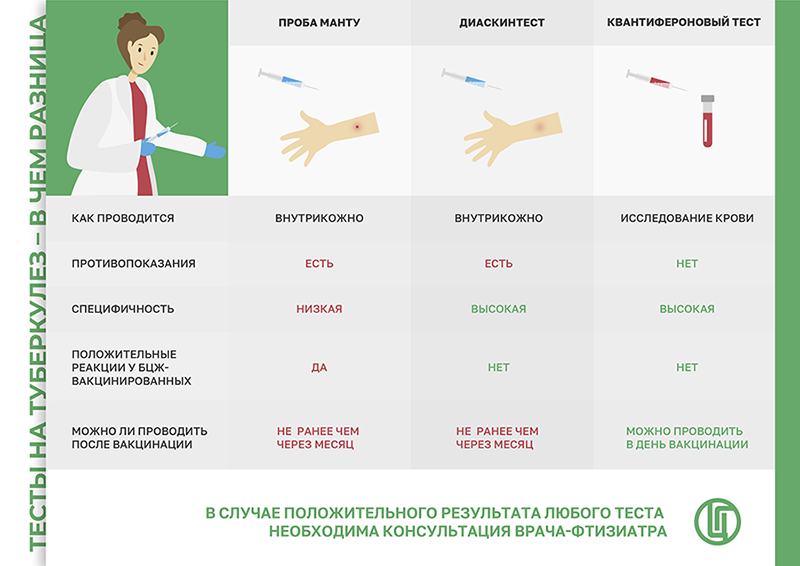 ТЕСТЫ НА ТУБЕРКУЛЕЗ – В ЧЕМ РАЗНИЦА
ПРОБА МАНТУ
ДИАСКИНТЕСТ
КВАНТИФЕРОНОВЫЙ ТЕСТ
КАК ПРОВОДИТСЯ
ВНУТРИКОЖНО
ВНУТРИКОЖНО
ИССЛЕДОВАНИЕ КРОВИ
ПРОТИВОПОКАЗАНИЯ
ЕСТЬ
ЕСТЬ
НЕТ
СПЕЦИФИЧНОСТЬ
НИЗКАЯ
ВЫСОКАЯ
ВЫСОКАЯ
ПОЛОЖИТЕЛЬНЫЕ
РЕАКЦИИ У БЦЖ-
ВАКЦИНИРОВАННЫХ
ДА
НЕТ
НЕТ
МОЖНО ЛИ ПРОВОДИТЬ
ПОСЛЕ ВАКЦИНАЦИИ
НЕ РАНЕЕ ЧЕМ
ЧЕРЕЗ МЕСЯЦ
НЕ РАНЕЕ ЧЕМ
ЧЕРЕЗ МЕСЯЦ
МОЖНО ПРОВОДИТЬ
В ДЕНЬ ВАКЦИНАЦИИ
В СЛУЧАЕ ПОЛОЖИТЕЛЬНОГО РЕЗУЛЬТАТА ЛЮБОГО ТЕСТА
НЕОБХОДИМА КОНСУЛЬТАЦИЯ ВРАЧА-ФТИЗИАТРА